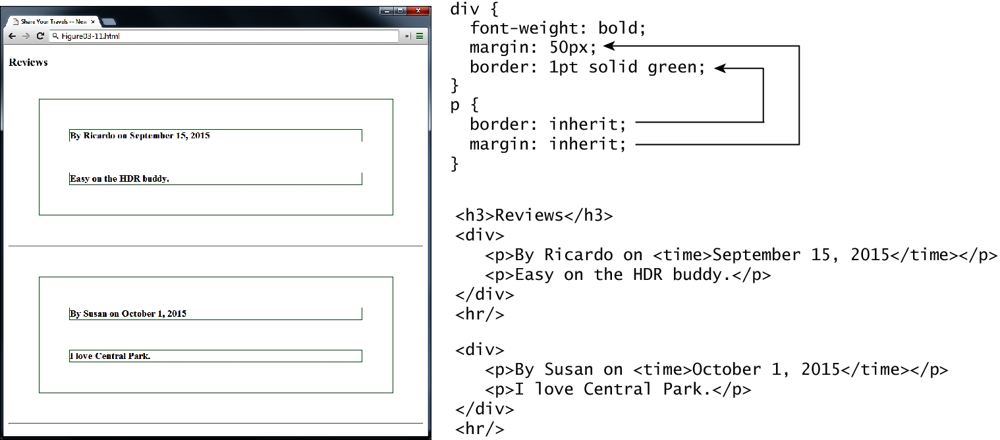 Share Your Travels -- New
Figure03-11.html
Reviews
By Ricardo on September 15, 2015
Easy on the HDR buddy.
By Susan on October 1, 2015
I love Central Park.
div {
font-weight: bold;
margin: 50px;
border: 1pt solid green;
}
p {
border: inherit;
margin: inherit;
}
<h3>Reviews</h3>
<div>
<p>By Ricardo on <time>September 15, 2015</time></p>
<p>Easy on the HDR buddy.</p>
</div>
<hr/>
<div>
<p>By Susan on <time>October 1, 2015</time></p>
<p>I love Central Park.</p>
</div>
<hr/>